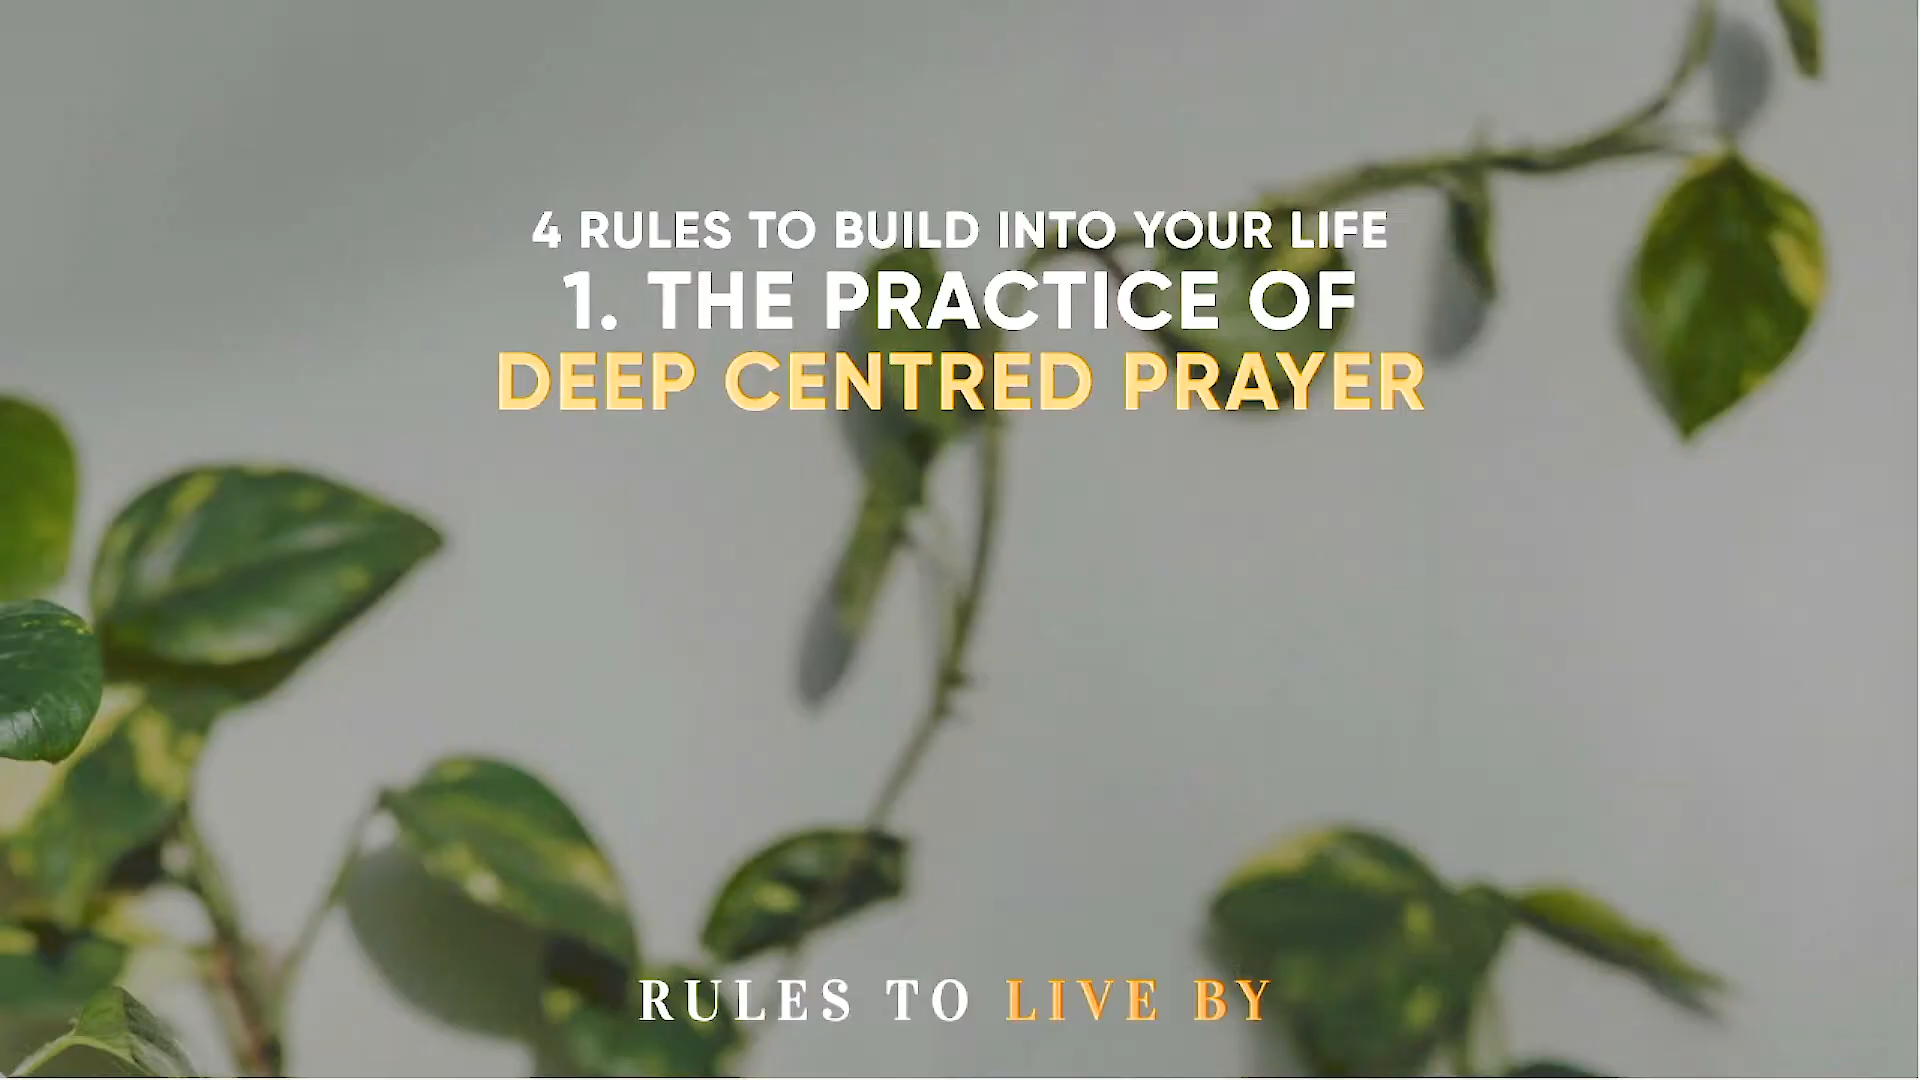 4 RULES TO BUILD INTO YOUR LIFE
1. THE PRACTICE OF
DEEP CENTRED PRAYER
RULES TO LIVE BY